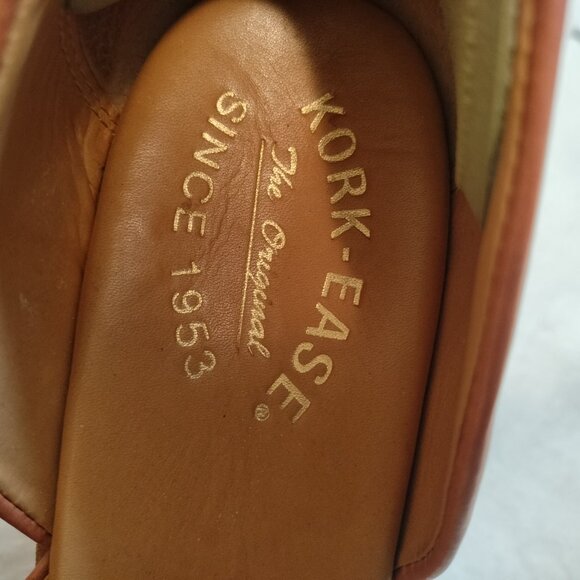 KORK-EASE®
The Original
SINCE 1953